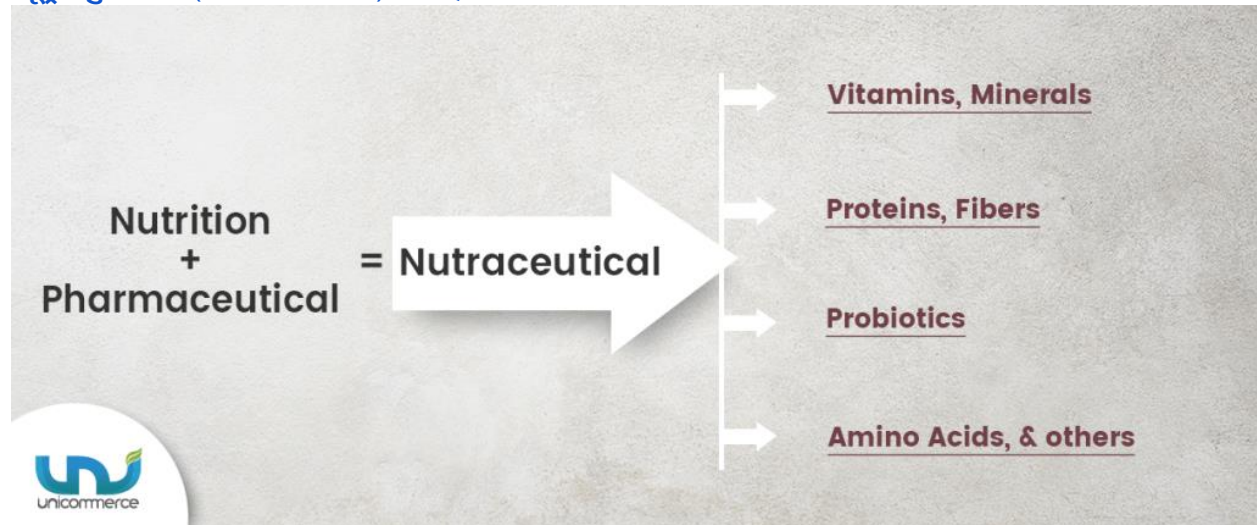 Nutrition
+
Pharmaceutical
= Nutraceutical
Vitamins, Minerals
Proteins, Fibers
Probiotics
Amino Acids, & others
unicommerce